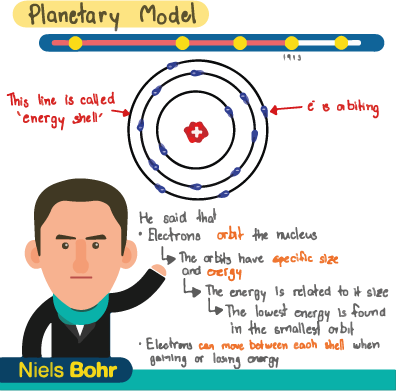 Planetary Model
1913
This line is called
'energy shell'
e⁻ is orbiting
He said that
• Electrons orbit the nucleus
The orbits have specific size
and energy
The energy is related to it size
The lowest energy is found
in the smallest orbit
• Electrons can move between each shell when
gaining or losing energy
Niels Bohr